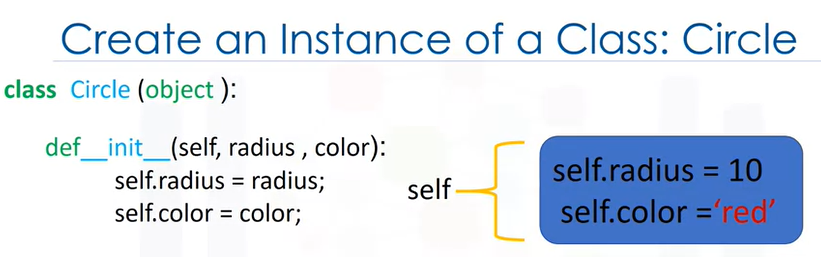 Create an Instance of a Class: Circle
class Circle (object ):
def__init__(self, radius , color):
self.radius = radius;
self.color = color;
self
self.radius = 10
self.color =‘red’